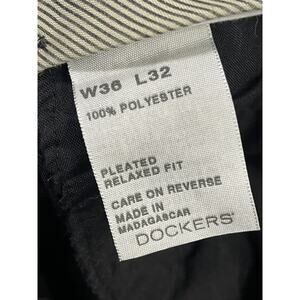 W36 L32
100% POLYESTER
PLEATED
RELAXED FIT
CARE ON REVERSE
MADE IN
MADAGASCAR
DOCKERS®